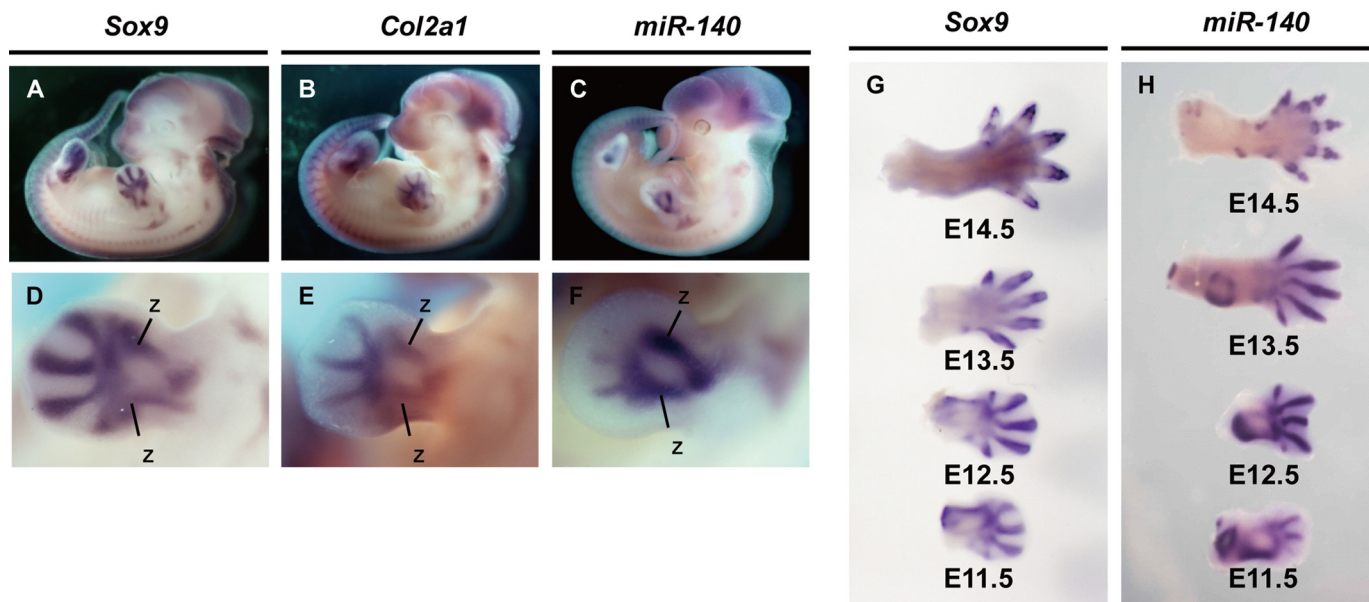 Sox9 Col2a1 miR-140 Sox9 miR-140
A B C G H
E14.5 E14.5
D E F
z z z
E13.5 E13.5
z z z
E12.5 E12.5
E11.5 E11.5